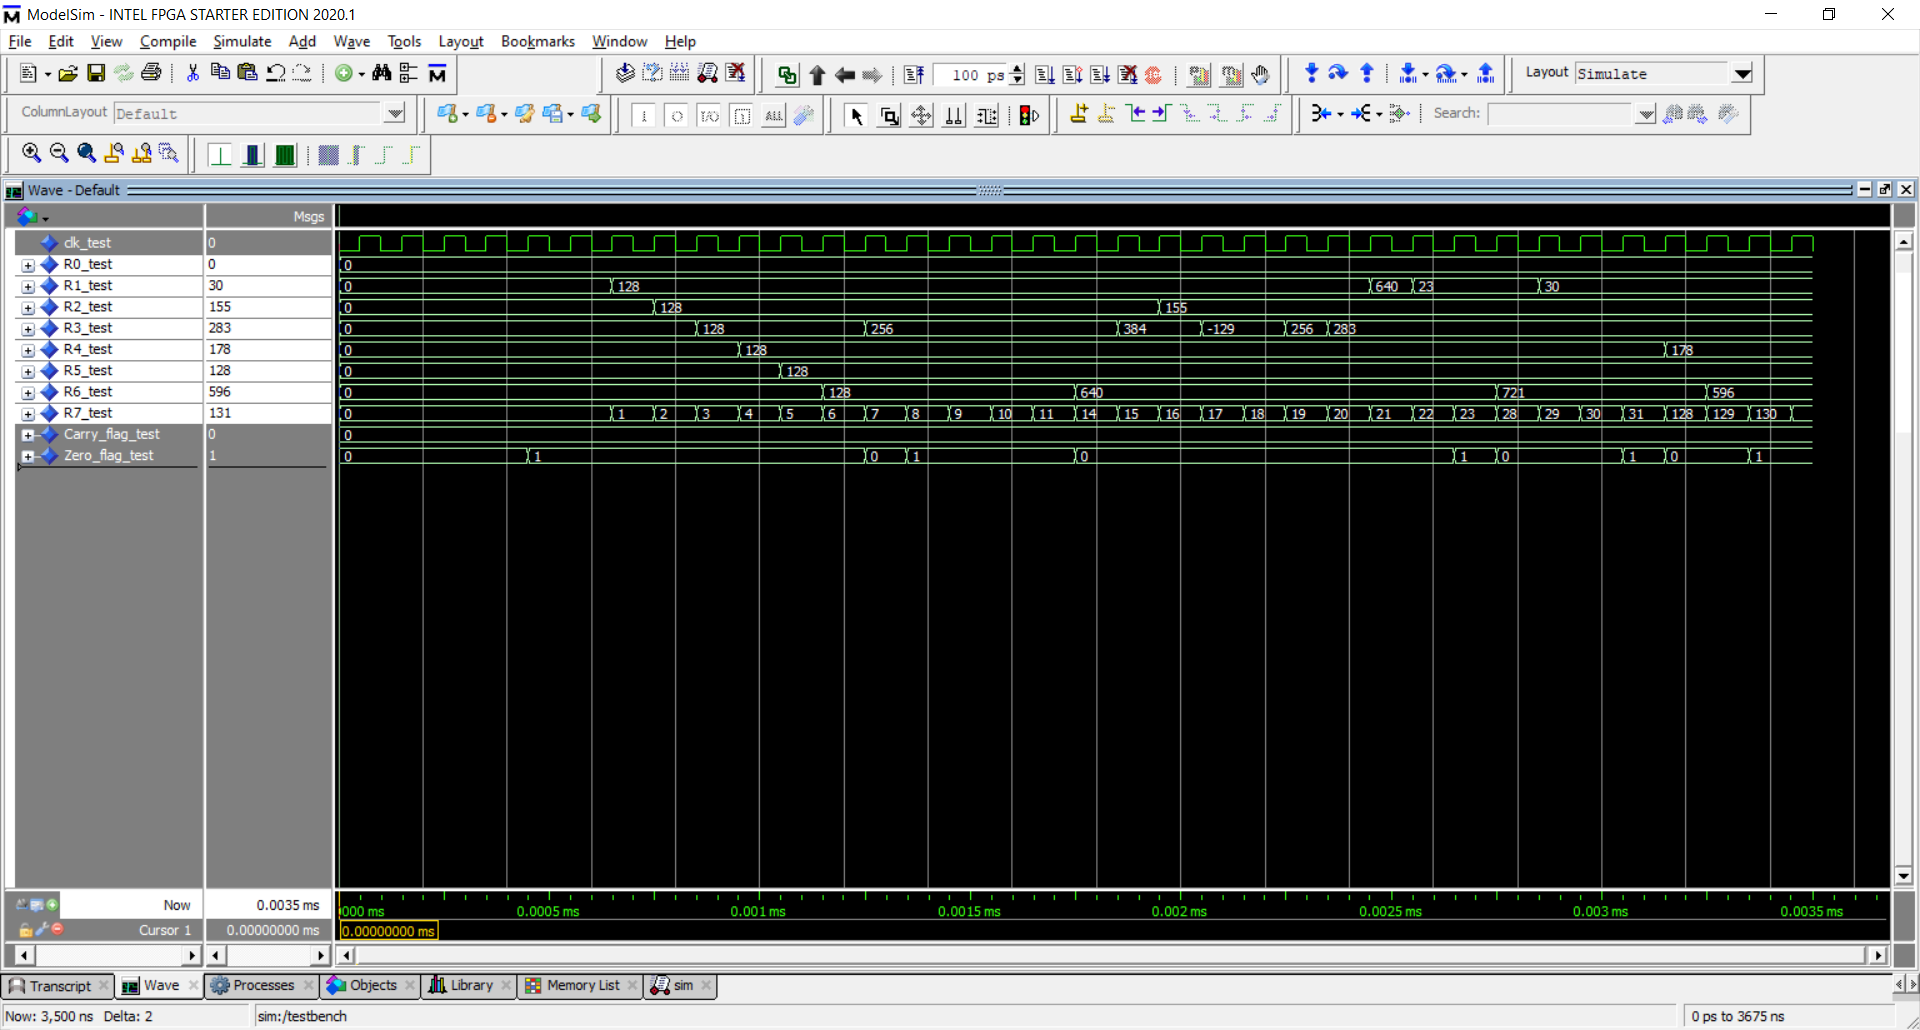 ModelSim - INTEL FPGA STARTER EDITION 2020.1
File Edit View Compile Simulate Add Wave Tools Layout Bookmarks Window Help
100 ps
Layout Simulate
ColumnLayout Default
ALL
Search:
Wave - Default
Msgs
clk_test 0
R0_test 0 0
R1_test 30 0 128 640 23 30
R2_test 155 0 128 155
R3_test 283 0 128 256 384 -129 256 283
R4_test 178 0 128 178
R5_test 128 0 128
R6_test 596 0 128 640 721 596
R7_test 131 0 1 2 3 4 5 6 7 8 9 10 11 14 15 16 17 18 19 20 21 22 23 28 29 30 31 128 129 130
Carry_flag_test 0 0
Zero_flag_test 1 0 1 0 1 0 1 0 1 0 1
Now 0.0035 ms 000 ms 0.0005 ms 0.001 ms 0.0015 ms 0.002 ms 0.0025 ms 0.003 ms 0.0035 ms
Cursor 1 0.00000000 ms 0.00000000 ms
Transcript Wave Processes Objects Library Memory List sim
Now: 3,500 ns Delta: 2 sim:/testbench 0 ps to 3675 ns